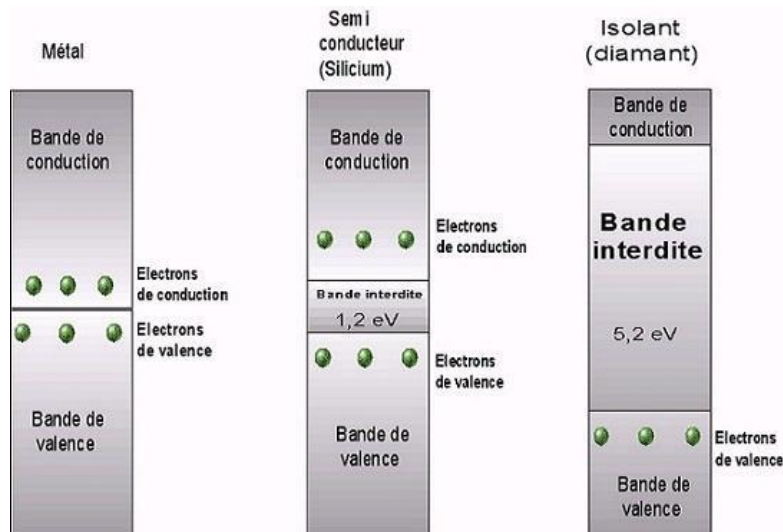 Métal
Bande de
conduction
Electrons
de conduction
Electrons
de valence
Bande de
valence
Semi
conducteur
(Silicium)
Bande de
conduction
Electrons
de conduction
Bande interdite
1,2 eV
Electrons
de valence
Bande de
valence
Isolant
(diamant)
Bande de
conduction
Bande
interdite
5,2 eV
Electrons
de valence
Bande de
valence